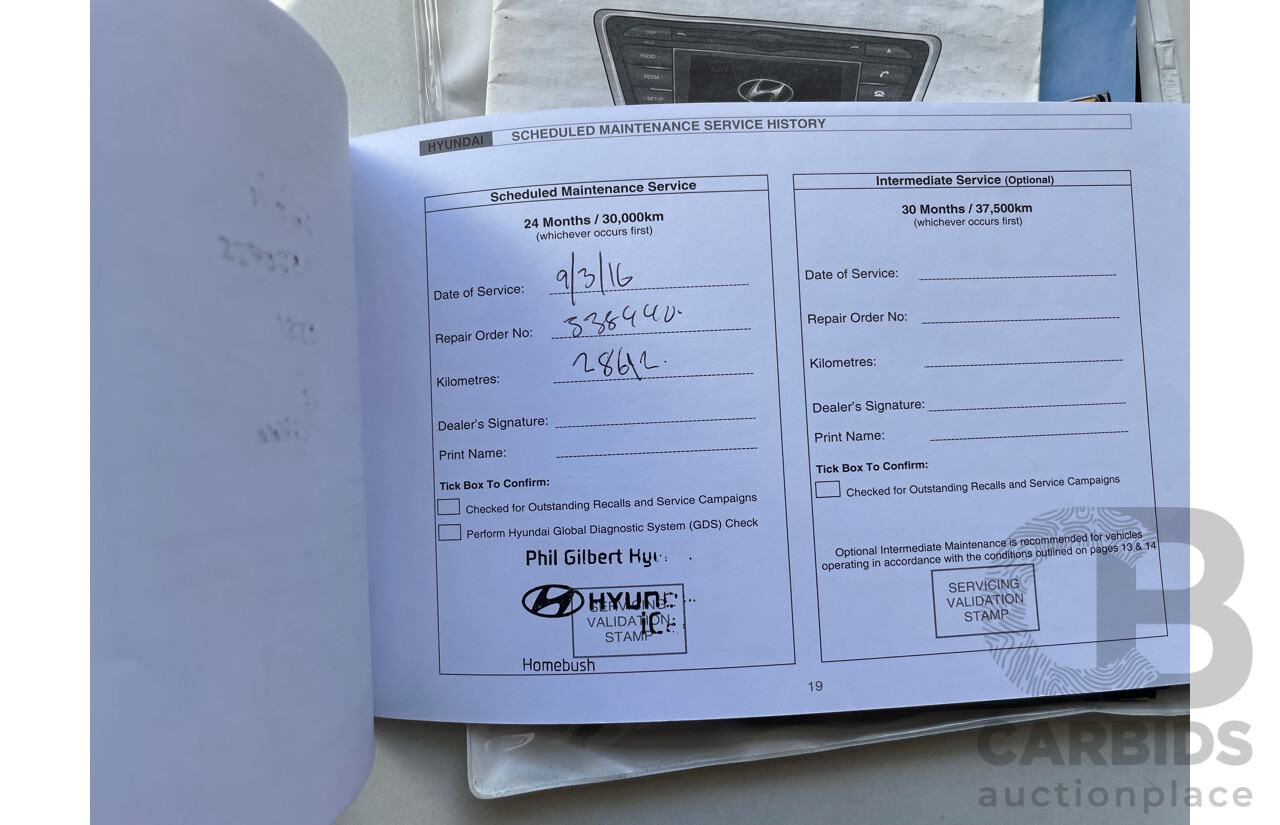 RADIO
MEDIA
SETUP
HYUNDAI SCHEDULED MAINTENANCE SERVICE HISTORY
Scheduled Maintenance Service
24 Months / 30,000km
(whichever occurs first)
Date of Service: 9/3/16
Repair Order No: 338440.
Kilometres: 28612.
Dealer's Signature:
Print Name:
Tick Box To Confirm:
Checked for Outstanding Recalls and Service Campaigns
Perform Hyundai Global Diagnostic System (GDS) Check
Phil Gilbert
SERVICING
VALIDATION
STAMP
Homebush
Intermediate Service (Optional)
30 Months / 37,500km
(whichever occurs first)
Date of Service:
Repair Order No:
Kilometres:
Dealer's Signature:
Print Name:
Tick Box To Confirm:
Checked for Outstanding Recalls and Service Campaigns
Optional Intermediate Maintenance is recommended for vehicles
operating in accordance with the conditions outlined on pages 13 & 14
SERVICING
VALIDATION
STAMP
19
CARBIDS
auctionplace